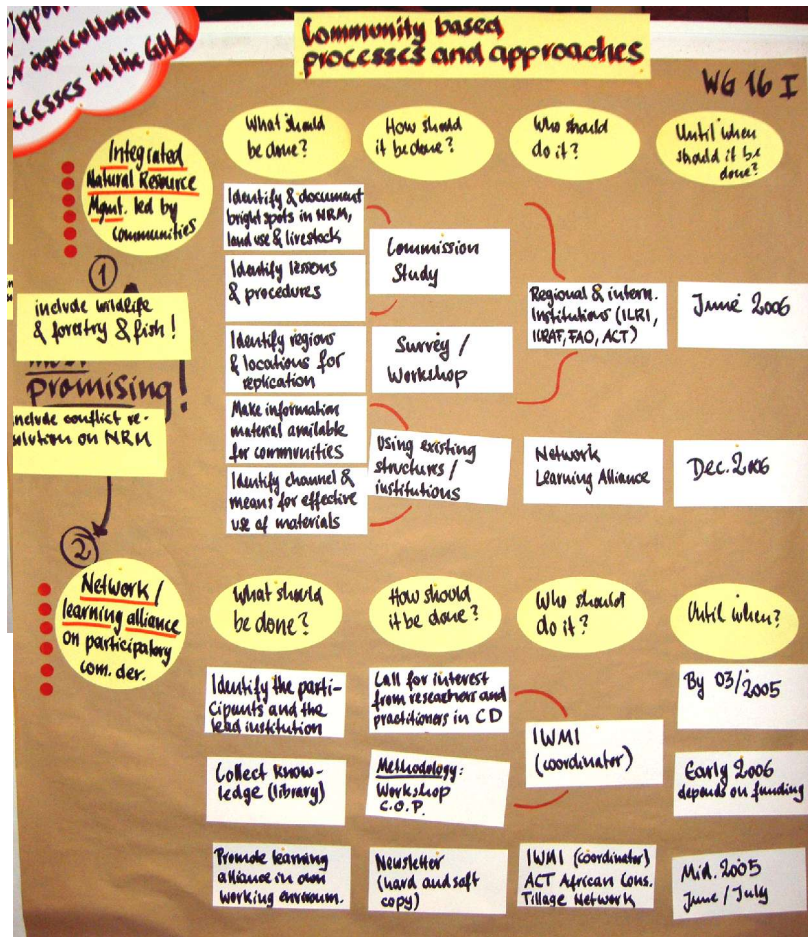 agricultural
in the GHA
Community based
processes and approaches
WG 16 I
Integrated
Natural Resource
Mgmt. led by
communities
What should
be done?
How should
it be done?
Who should
do it?
Until when
should it be
done?
1
include wildlife
& forestry & fish!
promising!
include conflict re-
solution on NRM
Identify & document
bright spots in NRM,
land use & livestock
Identify lessons
& procedures
Identify regions
& locations for
replication
Make information
material available
for communities
Identify channel &
means for effective
use of materials
Commission
Study
Survey /
Workshop
Using existing
structures /
institutions
Regional & intern.
Institutions (ILRI,
ICRAF, FAO, ACT)
Network
Learning Alliance
June 2006
Dec. 2006
2
Network /
learning alliance
on participatory
com. dev.
What should
be done?
How should
it be done?
Who should
do it?
Until when?
Identify the parti-
cipants and the
lead institution
Call for interest
from researchers and
practitioners in CD
IWMI
(coordinator)
By 03/2005
Collect know-
ledge (library)
Methodology:
Workshop
C.O.P.
Early 2006
depends on funding
Promote learning
alliance in own
working environm.
Newsletter
(hard and soft
copy)
IWMI (coordinator)
ACT African Cons.
Tillage Network
Mid. 2005
June / July